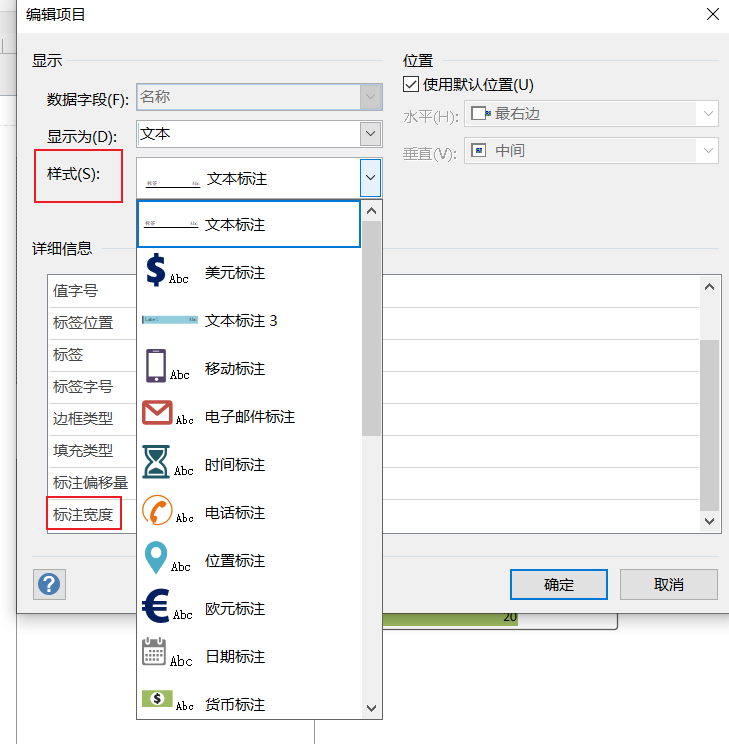 编辑项目
显示
数据字段(F):
名称
显示为(D):
文本
样式(S):
文本标注
位置
使用默认位置(U)
水平(H):
最右边
垂直(V):
中间
文本标注
Abc 美元标注
文本标注 3
Abc 移动标注
Abc 电子邮件标注
Abc 时间标注
Abc 电话标注
Abc 位置标注
Abc 欧元标注
Abc 日期标注
Abc 货币标注
详细信息
值字号
标签位置
标签
标签字号
边框类型
填充类型
标注偏移量
标注宽度
确定
取消
20